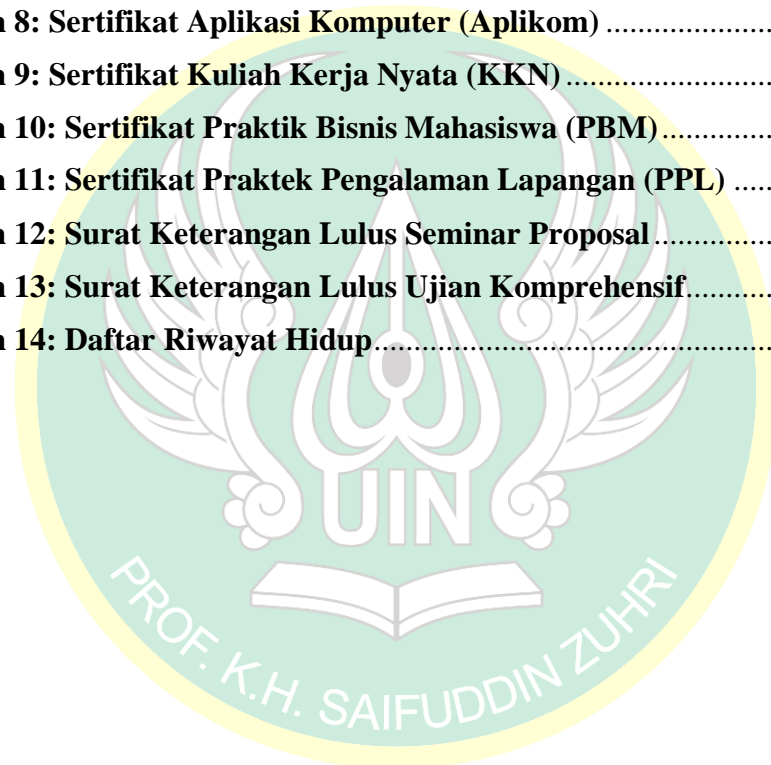 n 8: Sertifikat Aplikasi Komputer (Aplikom) .......................
n 9: Sertifikat Kuliah Kerja Nyata (KKN) ..............................
n 10: Sertifikat Praktik Bisnis Mahasiswa (PBM) ................
n 11: Sertifikat Praktek Pengalaman Lapangan (PPL) .....
n 12: Surat Keterangan Lulus Seminar Proposal .................
n 13: Surat Keterangan Lulus Ujian Komprehensif ............
n 14: Daftar Riwayat Hidup .........................................................
UIN
PROF. K.H. SAIFUDDIN ZUHRI